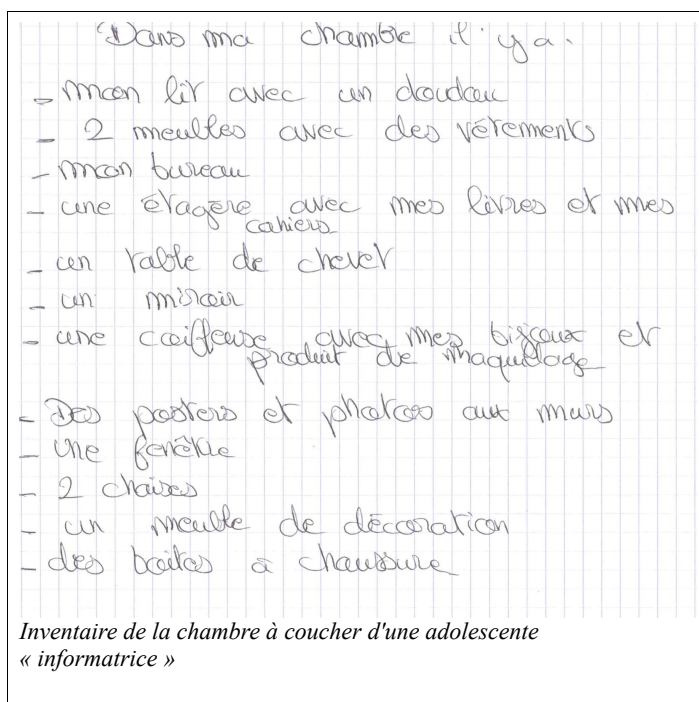 Dans ma chambre il y a.
- mon lit avec un doudou
- 2 meubles avec des vêtements
- mon bureau
- une étagère avec mes livres et mes
cahiers
- un table de chevet
- un miroir
- une coiffeuse avec mes bijoux et
produit de maquillage
- Des posters et photos aux murs
- une fenêtre
- 2 chaises
- un meuble de décoration
- des boites à chaussure
Inventaire de la chambre à coucher d'une adolescente
« informatrice »